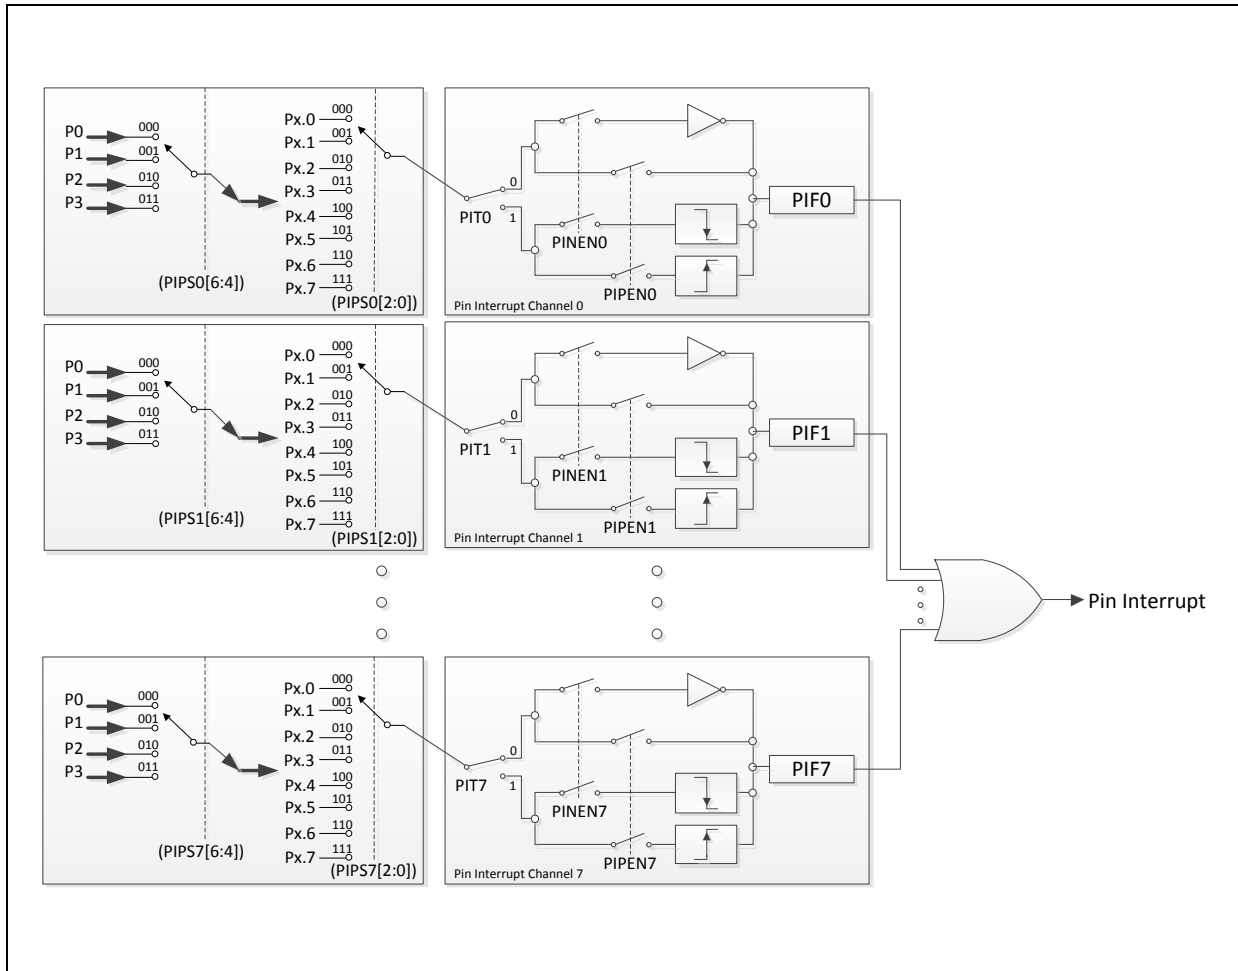 P0
000
P1
001
P2
010
P3
011
(PIPS0[6:4])
Px.0
000
Px.1
001
Px.2
010
Px.3
011
Px.4
100
Px.5
101
Px.6
110
Px.7
111
(PIPS0[2:0])
PIT0
0
1
PINEN0
PIPEN0
Pin Interrupt Channel 0
PIF0
P0
000
P1
001
P2
010
P3
011
(PIPS1[6:4])
Px.0
000
Px.1
001
Px.2
010
Px.3
011
Px.4
100
Px.5
101
Px.6
110
Px.7
111
(PIPS1[2:0])
PIT1
0
1
PINEN1
PIPEN1
Pin Interrupt Channel 1
PIF1
Pin Interrupt
P0
000
P1
001
P2
010
P3
011
(PIPS7[6:4])
Px.0
000
Px.1
001
Px.2
010
Px.3
011
Px.4
100
Px.5
101
Px.6
110
Px.7
111
(PIPS7[2:0])
PIT7
0
1
PINEN7
PIPEN7
Pin Interrupt Channel 7
PIF7